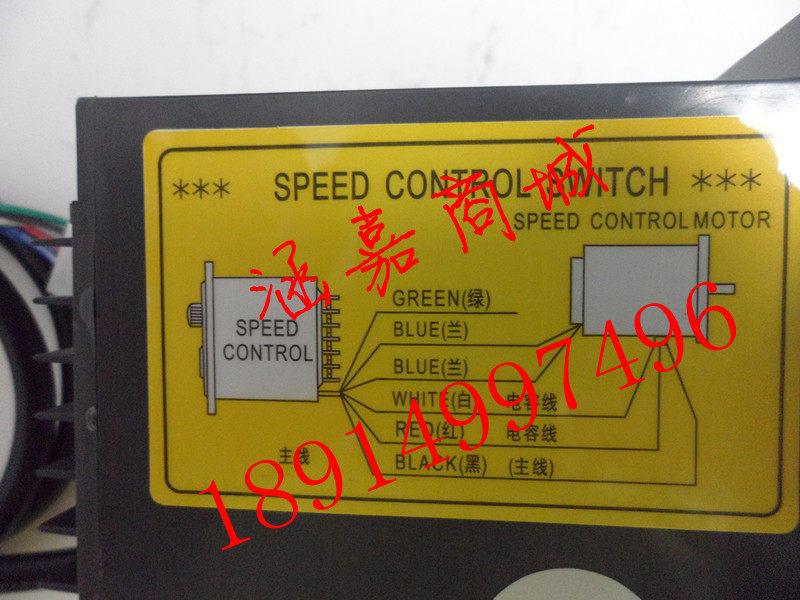 *** SPEED CONTROL SWITCH ***
SPEED CONTROL MOTOR
涵嘉商城
GREEN(绿)
SPEED CONTROL
BLUE(兰)
BLUE(兰)
WHITE(白) 电容线
RED(红) 电容线
主线
BLACK(黑) (主线)
18914997496